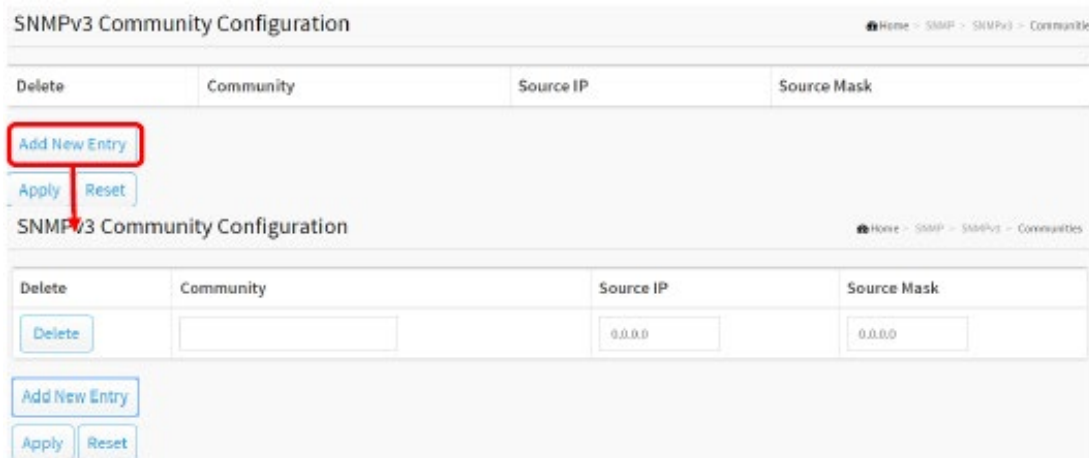 SNMPv3 Community Configuration
Home > SNMP > SNMPv3 > Communitie
Delete Community Source IP Source Mask
Add New Entry
Apply Reset
SNMPv3 Community Configuration
Home > SNMP > SNMPv3 > Communities
Delete Community Source IP Source Mask
Delete 0.0.0.0 0.0.0.0
Add New Entry
Apply Reset